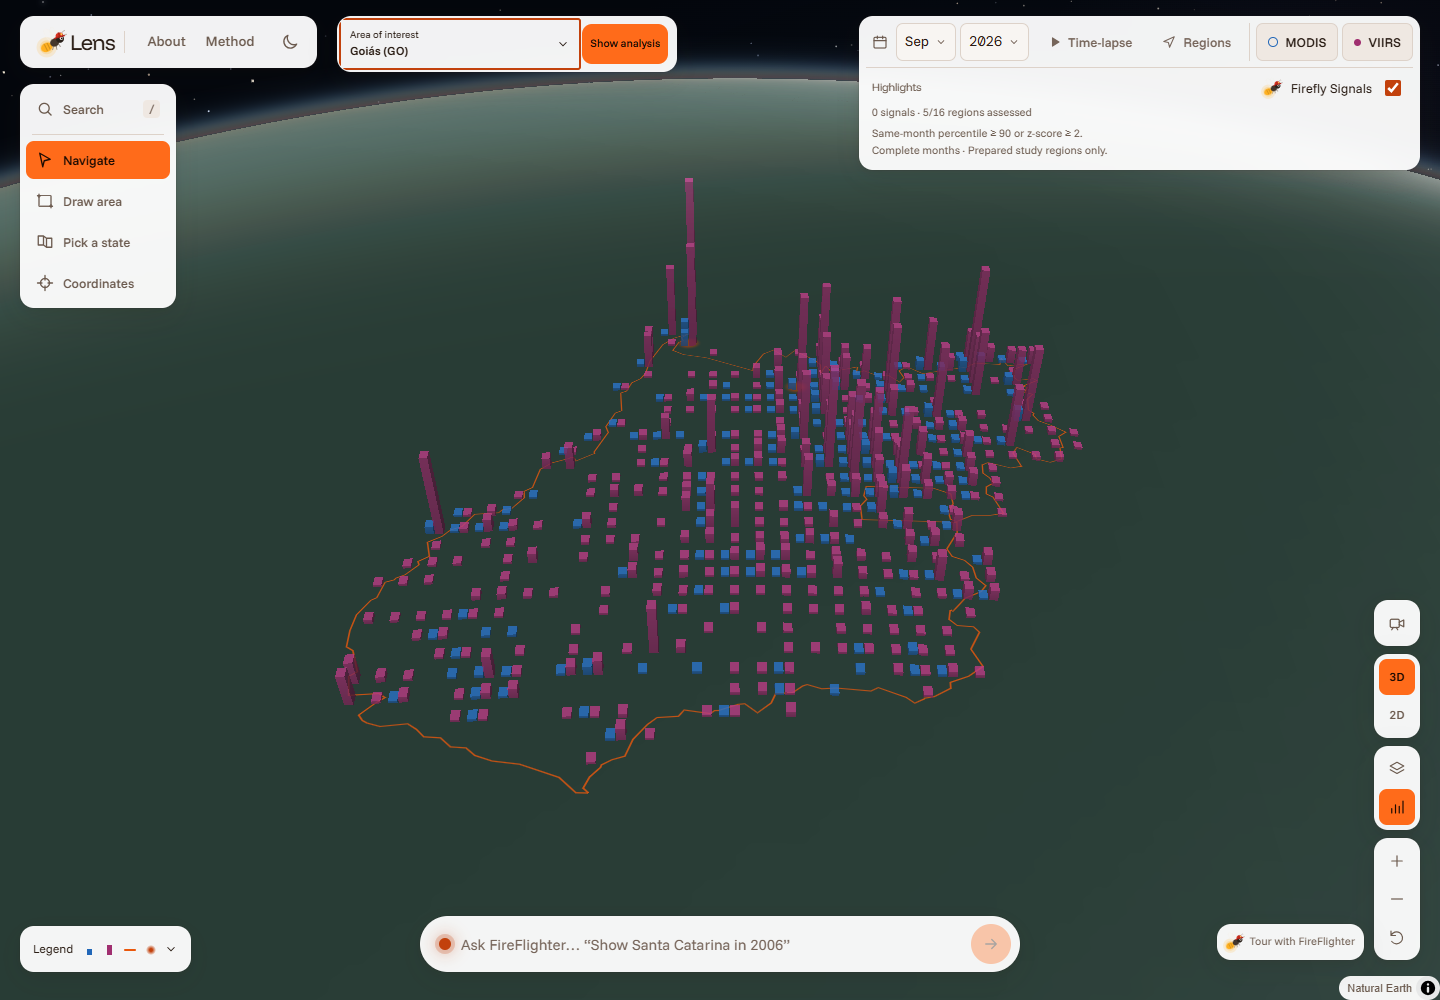 Lens
About
Method
Area of interest
Goiás (GO)
Show analysis
Sep
2026
Time-lapse
Regions
MODIS
VIIRS
Highlights
Firefly Signals
0 signals · 5/16 regions assessed
Same-month percentile ≥ 90 or z-score ≥ 2.
Complete months · Prepared study regions only.
Search
/
Navigate
Draw area
Pick a state
Coordinates
3D
2D
Legend
Ask FireFlighter… “Show Santa Catarina in 2006”
Tour with FireFlighter
Natural Earth